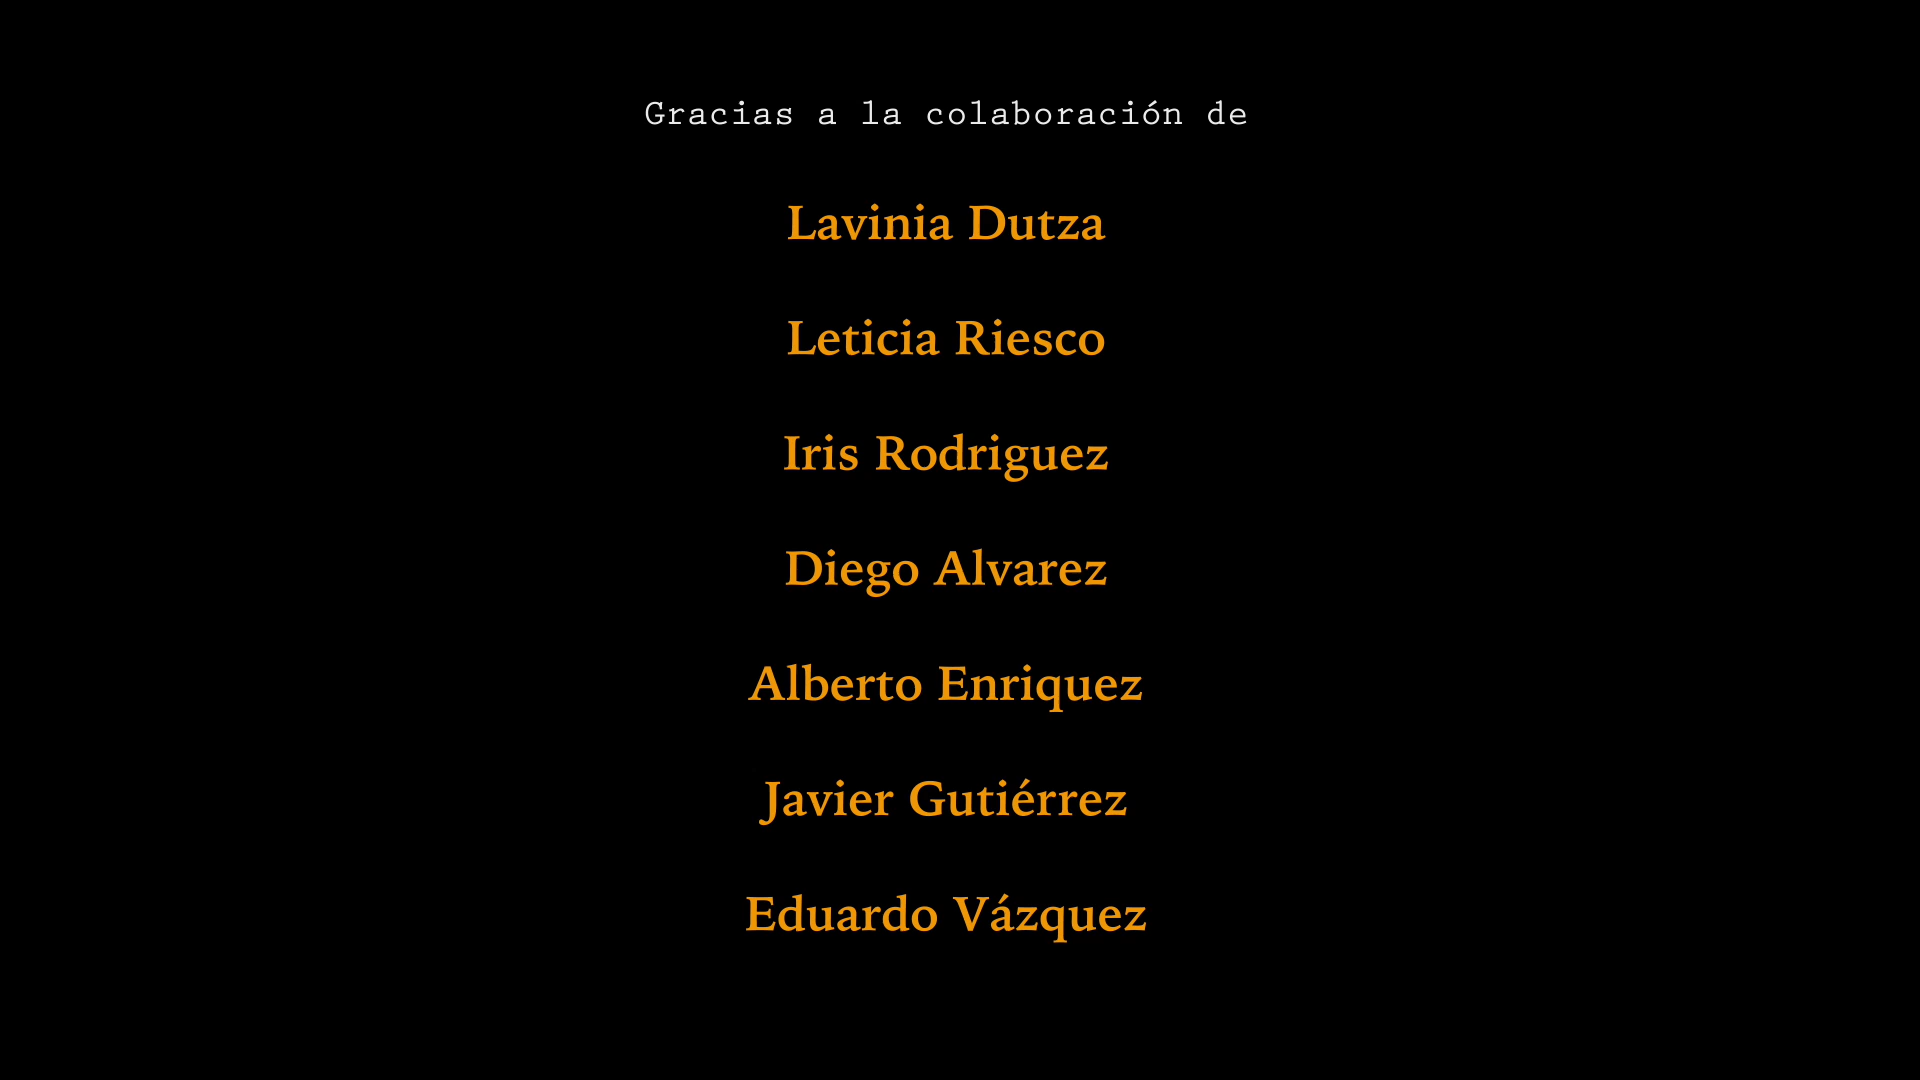 Gracias a la colaboración de
Lavinia Dutza
Leticia Riesco
Iris Rodriguez
Diego Alvarez
Alberto Enriquez
Javier Gutiérrez
Eduardo Vázquez